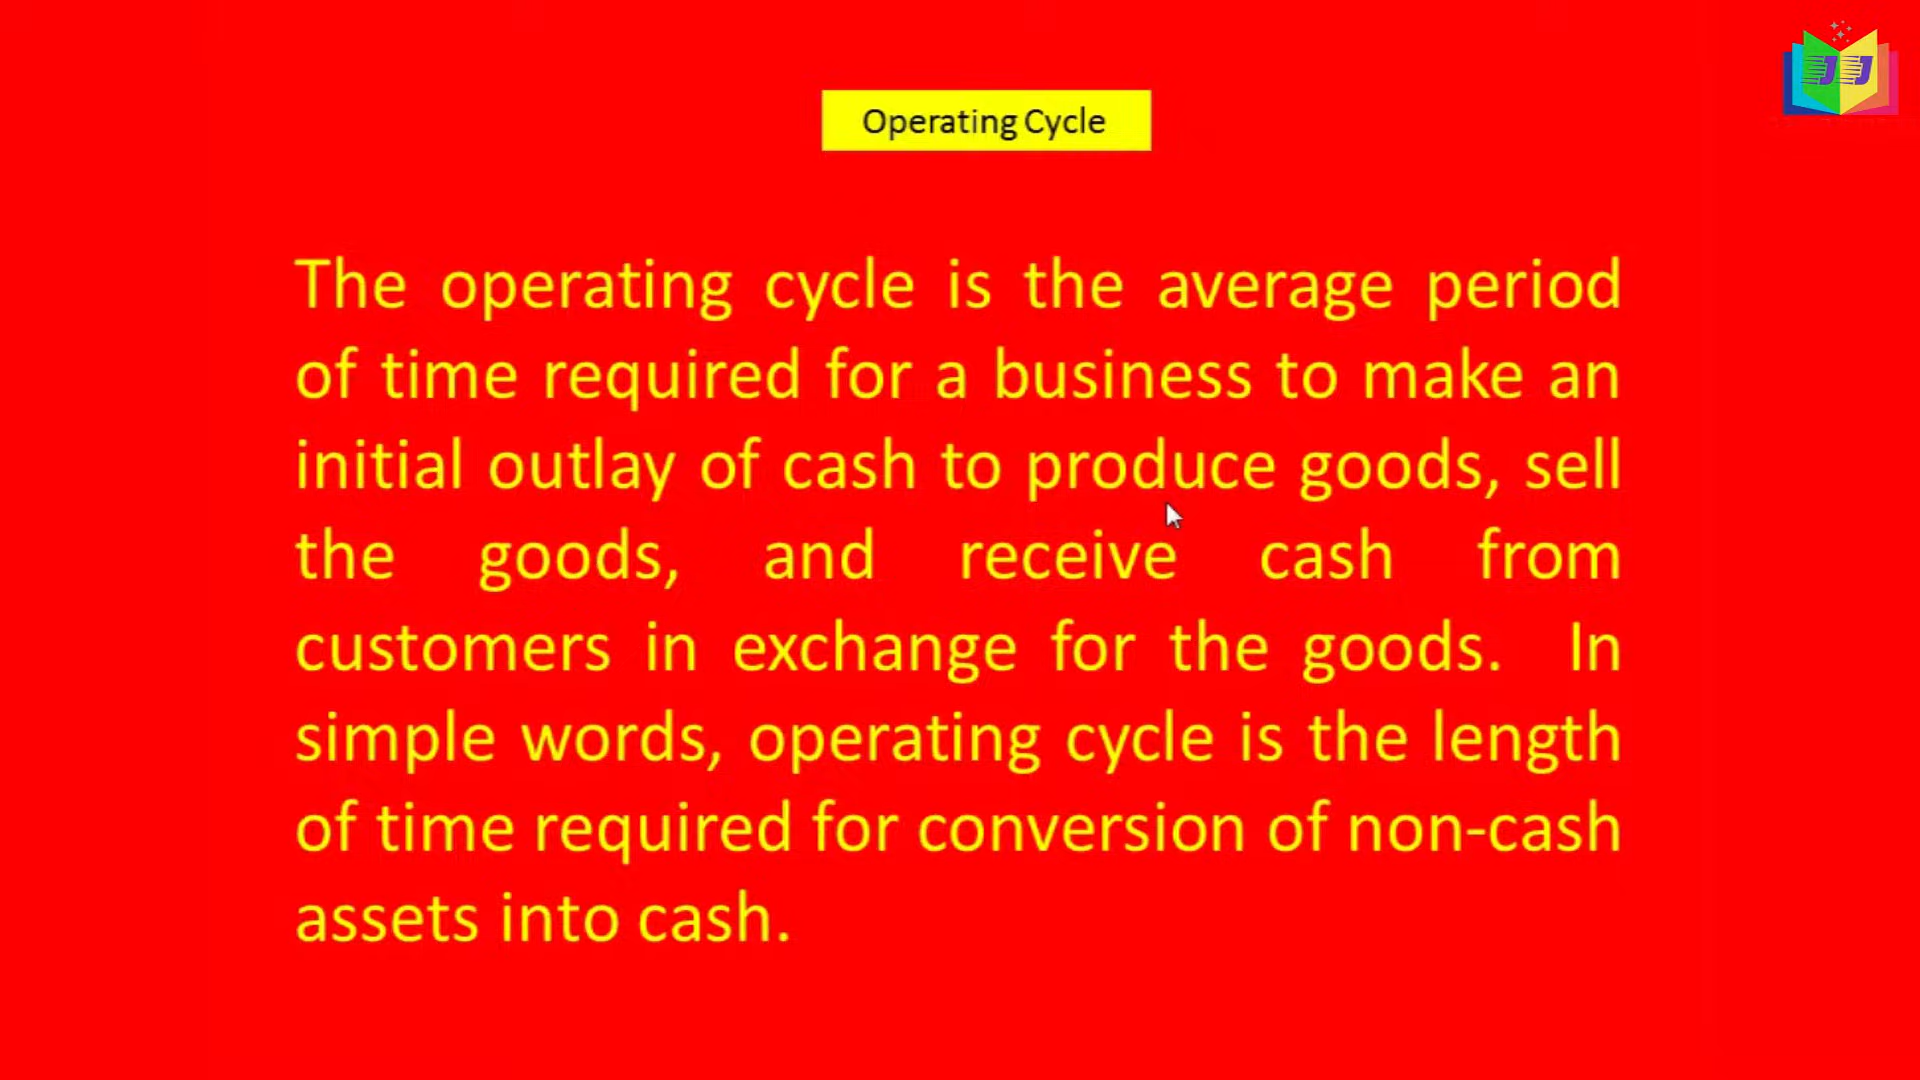 Operating Cycle
The operating cycle is the average period
of time required for a business to make an
initial outlay of cash to produce goods, sell
the goods, and receive cash from
customers in exchange for the goods. In
simple words, operating cycle is the length
of time required for conversion of non-cash
assets into cash.